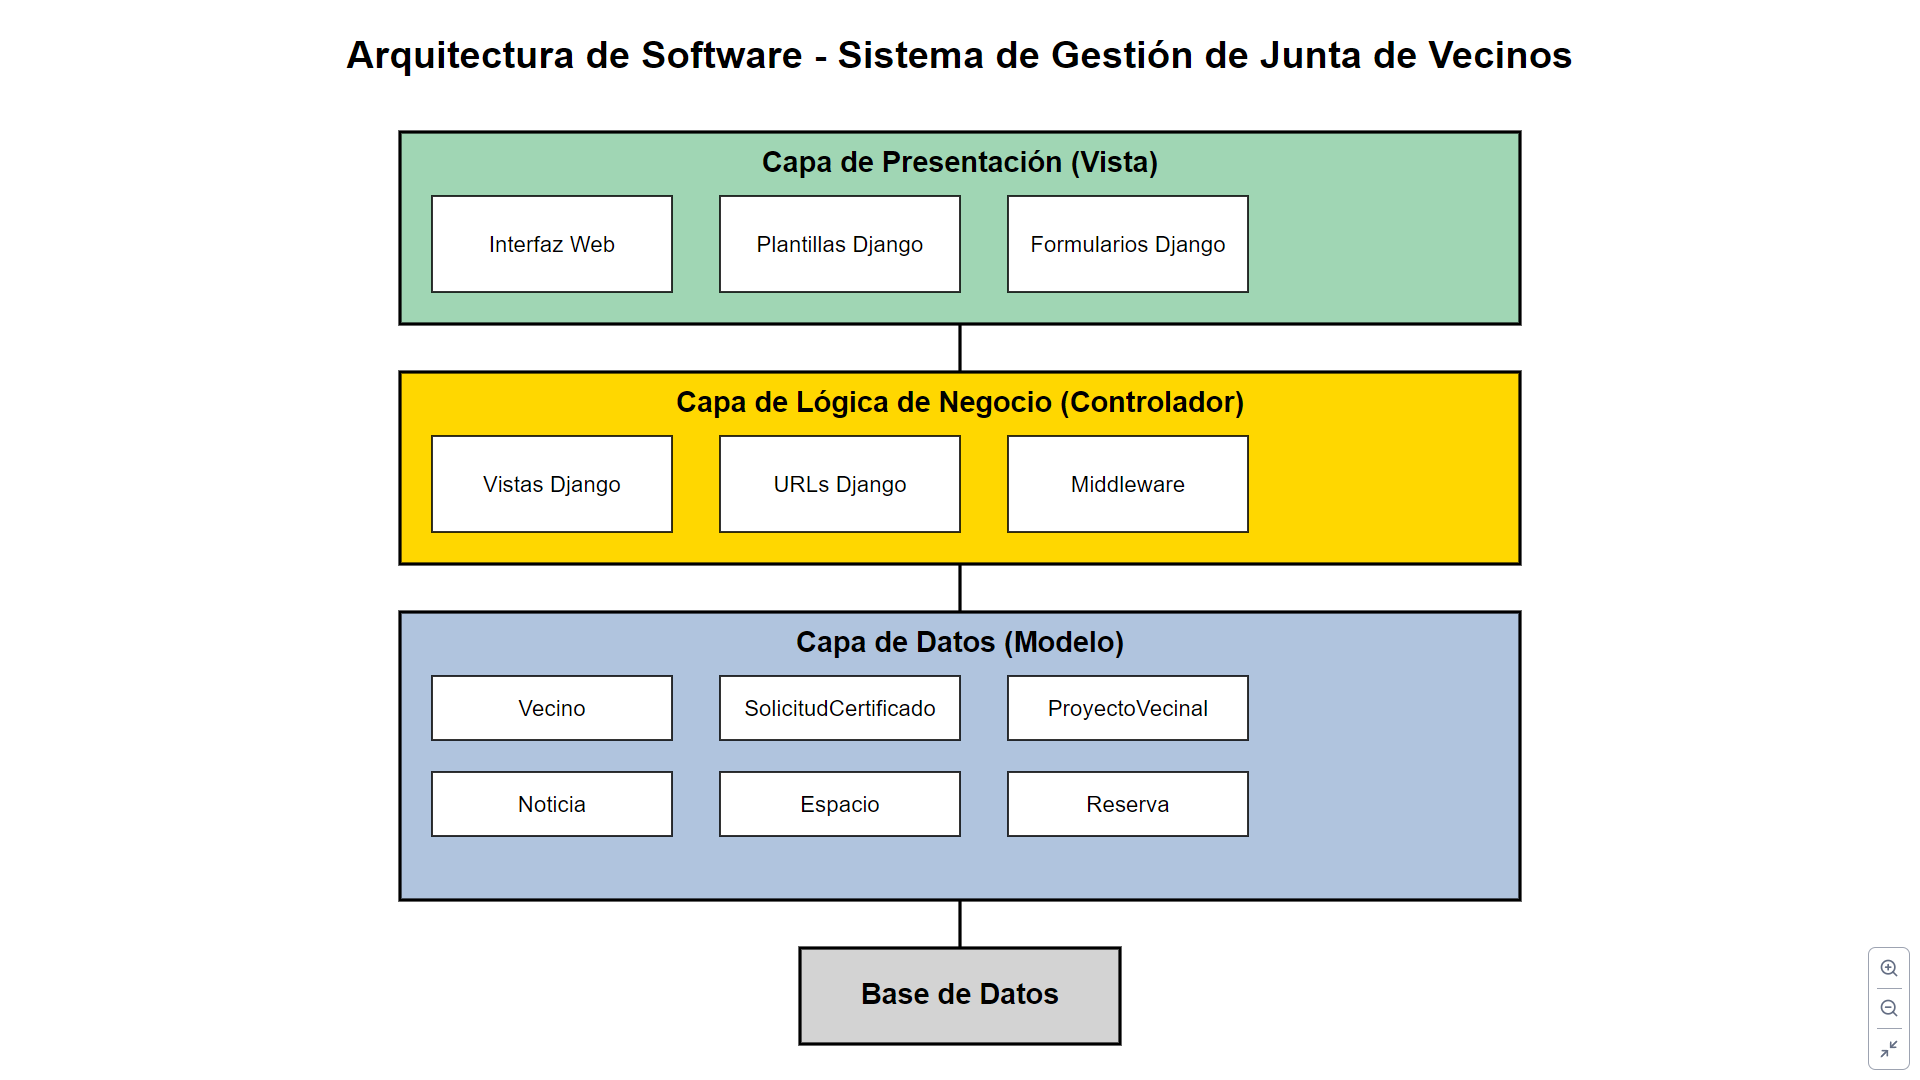 Arquitectura de Software - Sistema de Gestión de Junta de Vecinos
Capa de Presentación (Vista)
Interfaz Web
Plantillas Django
Formularios Django
Capa de Lógica de Negocio (Controlador)
Vistas Django
URLs Django
Middleware
Capa de Datos (Modelo)
Vecino
SolicitudCertificado
ProyectoVecinal
Noticia
Espacio
Reserva
Base de Datos